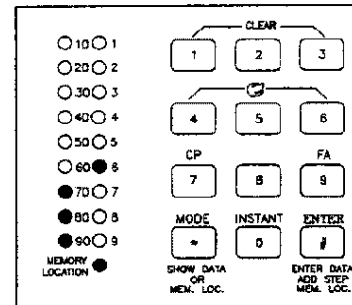 CLEAR
10 1
20 2
30 3
40 4
50 5
60 6
70 7
80 8
90 9
MEMORY
LOCATION
1 2 3
4 5 6
CP FA
7 8 9
MODE INSTANT ENTER
* 0 #
SHOW DATA
OR
MEM. LOC.
ENTER DATA
ADD STEP
MEM. LOC.